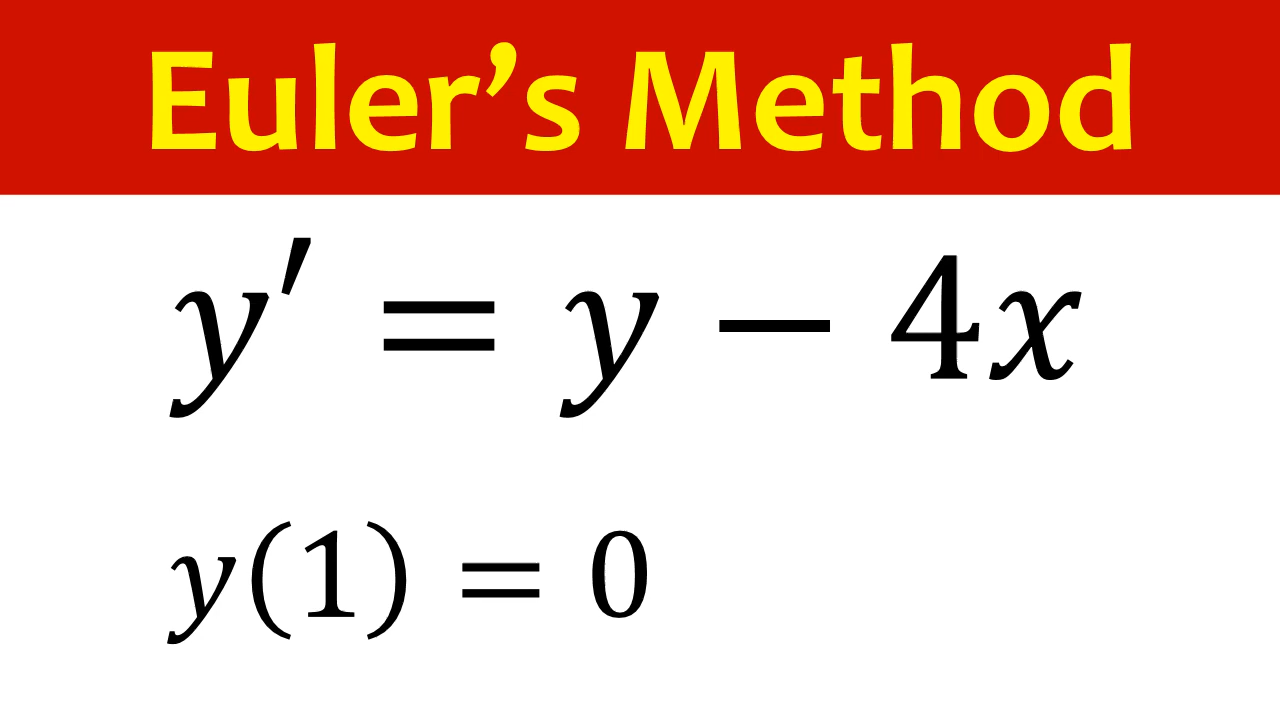 Euler’s Method
y′ = y − 4x
y(1) = 0